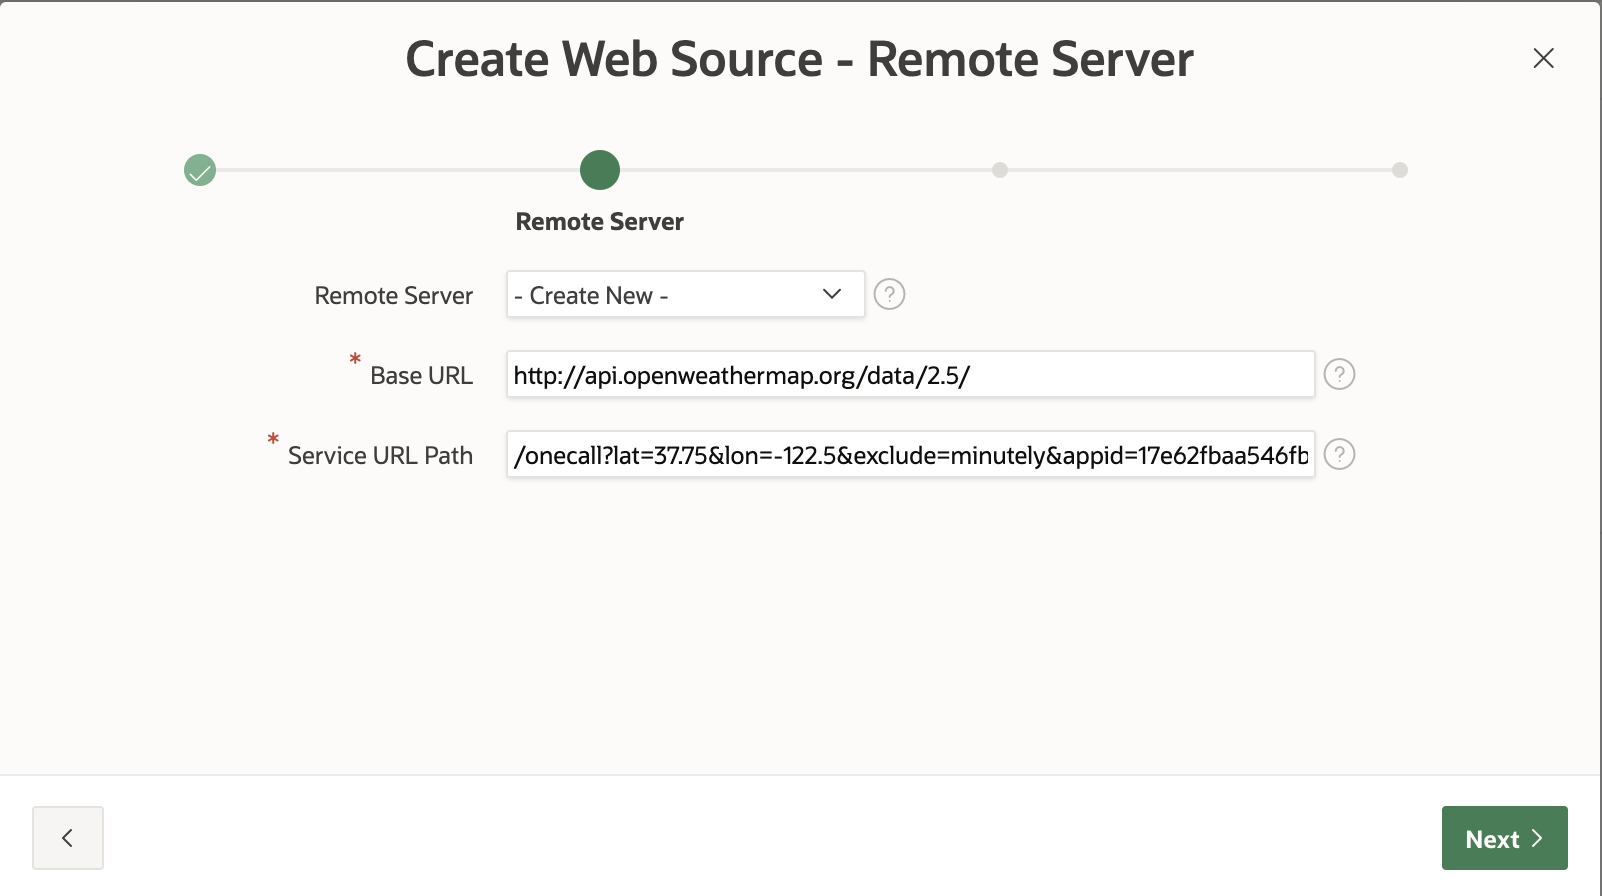 Create Web Source - Remote Server
Remote Server
Remote Server - Create New - ?
* Base URL http://api.openweathermap.org/data/2.5/ ?
* Service URL Path /onecall?lat=37.75&lon=-122.5&exclude=minutely&appid=17e62fbaa546fb ?
Next